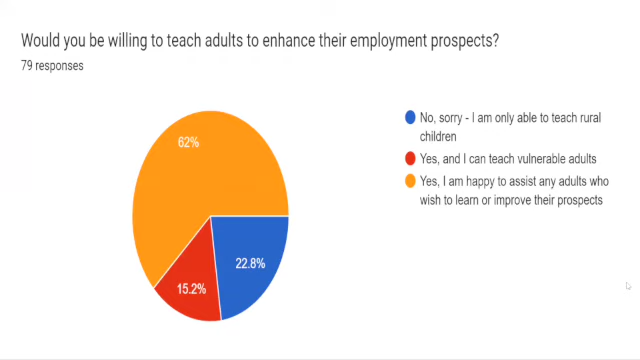 Would you be willing to teach adults to enhance their employment prospects?
79 responses
No, sorry - I am only able to teach rural
children
Yes, and I can teach vulnerable adults
Yes, I am happy to assist any adults who
wish to learn or improve their prospects
62%
22.8%
15.2%